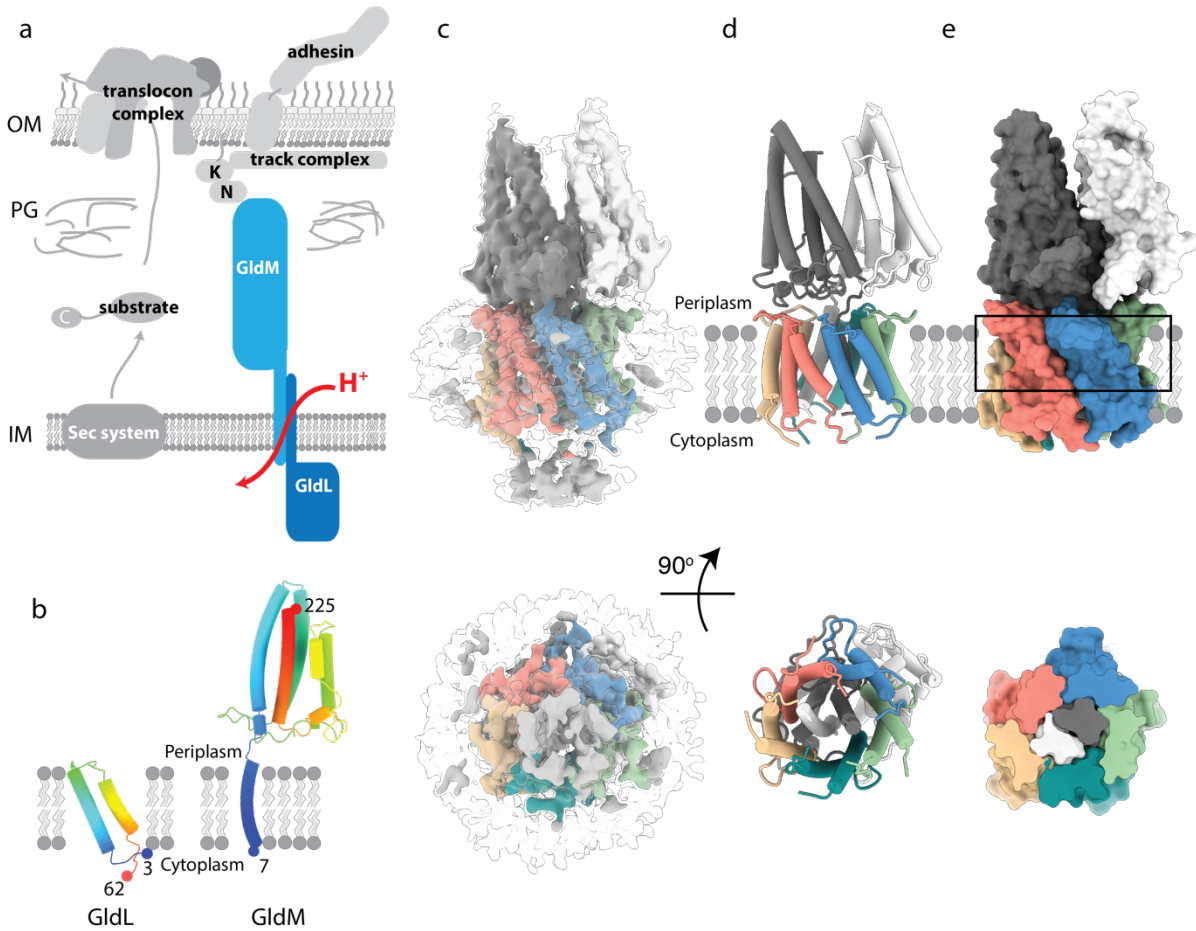 a
adhesin
translocon
complex
OM
track complex
K
N
PG
GldM
substrate
C
H+
IM
Sec system
GldL
b
225
Periplasm
3
Cytoplasm
7
62
GldL
GldM
c
d
e
Periplasm
Cytoplasm
90o